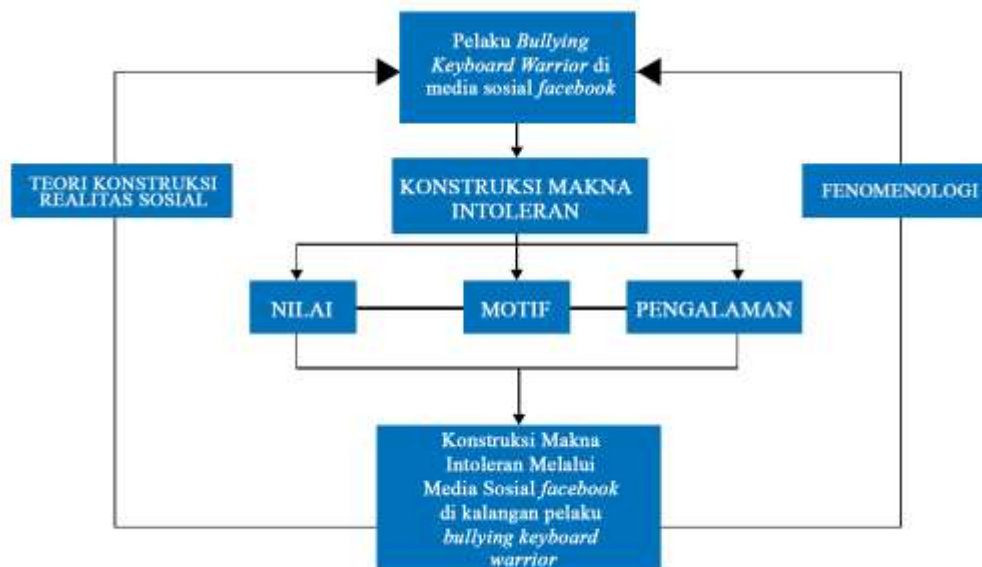 Pelaku Bullying
Keyboard Warrior di
media sosial facebook
TEORI KONSTRUKSI
REALITAS SOSIAL
KONSTRUKSI MAKNA
INTOLERAN
FENOMENOLOGI
NILAI
MOTIF
PENGALAMAN
Konstruksi Makna
Intoleran Melalui
Media Sosial facebook
di kalangan pelaku
bullying keyboard
warrior